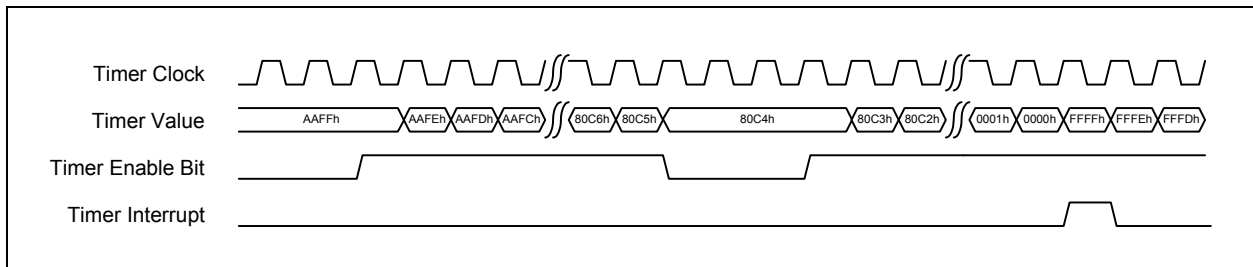 Timer Clock
Timer Value AAFFh AAFEh AAFDh AAFCh 80C6h 80C5h 80C4h 80C3h 80C2h 0001h 0000h FFFFh FFFEh FFFDh
Timer Enable Bit
Timer Interrupt